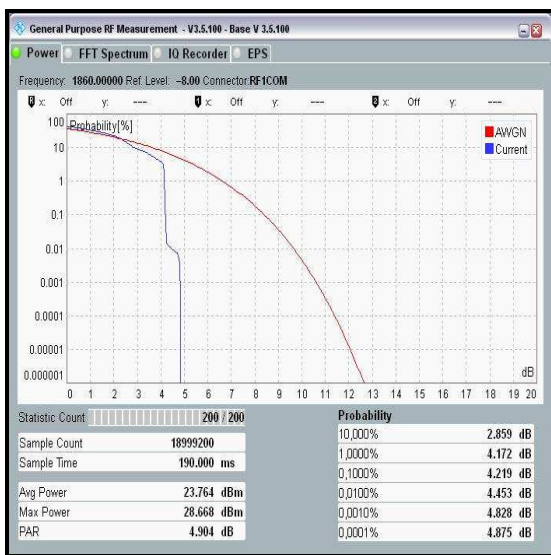 General Purpose RF Measurement - V3.5.100 - Base V 3.5.100
Power FFT Spectrum IQ Recorder EPS
Frequency: 1860.00000 Ref. Level: -8.00 Connector:RF1COM
x: Off y: --- x: Off y: --- x: Off y: ---
Probability[%]
AWGN
Current
100
10
1
0.1
0.01
0.001
0.0001
0.00001
0.000001
dB
0 1 2 3 4 5 6 7 8 9 10 11 12 13 14 15 16 17 18 19 20
Statistic Count 200 / 200
Sample Count 18999200
Sample Time 190.000 ms
Avg Power 23.764 dBm
Max Power 28.668 dBm
PAR 4.904 dB
Probability
10,000% 2.859 dB
1,0000% 4.172 dB
0,1000% 4.219 dB
0,0100% 4.453 dB
0,0010% 4.828 dB
0,0001% 4.875 dB